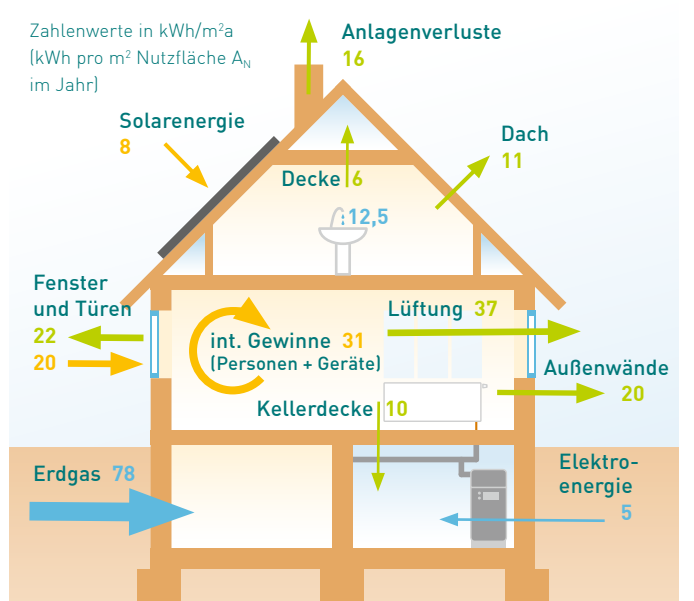 Zahlenwerte in kWh/m²a
(kWh pro m² Nutzfläche A_N
im Jahr)
Anlagenverluste
16
Solarenergie
8
Dach
11
Decke 6
12,5
Fenster
und Türen
22
20
int. Gewinne 31
(Personen + Geräte)
Lüftung 37
Außenwände
20
Kellerdecke 10
Erdgas 78
Elektro-
energie
5